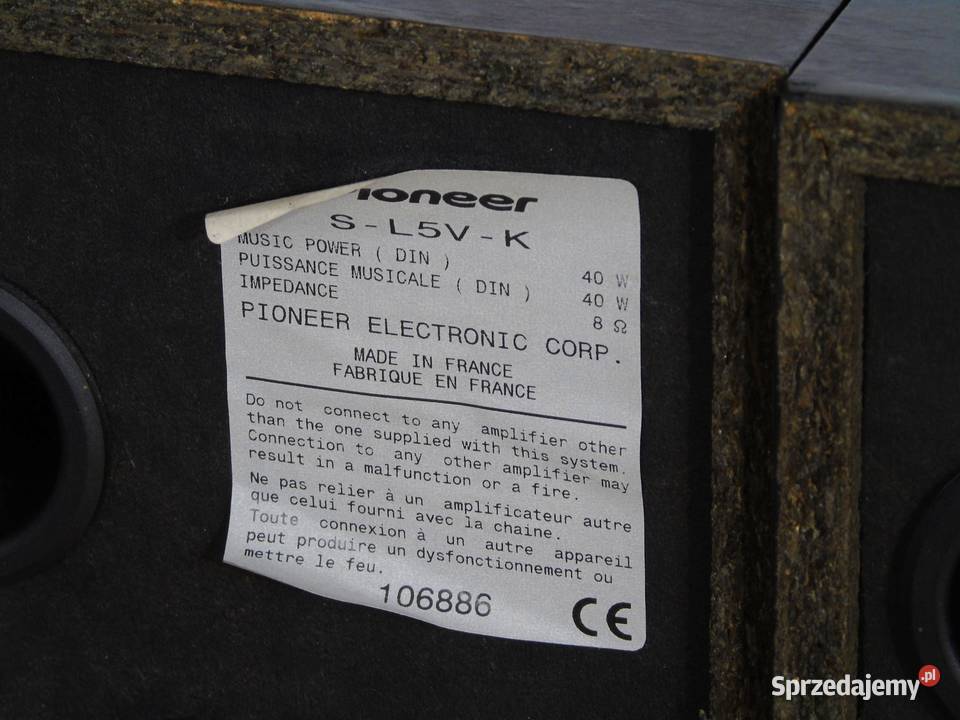 Pioneer
S-L5V-K
MUSIC POWER ( DIN ) 40 W
PUISSANCE MUSICALE ( DIN ) 40 W
IMPEDANCE 8 Ω
PIONEER ELECTRONIC CORP.
MADE IN FRANCE
FABRIQUE EN FRANCE
Do not connect to any amplifier other
than the one supplied with this system.
Connection to any other amplifier may
result in a malfunction or a fire.
Ne pas relier à un amplificateur autre
que celui fourni avec la chaine.
Toute connexion à un autre appareil
peut produire un dysfonctionnement ou
mettre le feu.
106886 CE
Sprzedajemy.pl